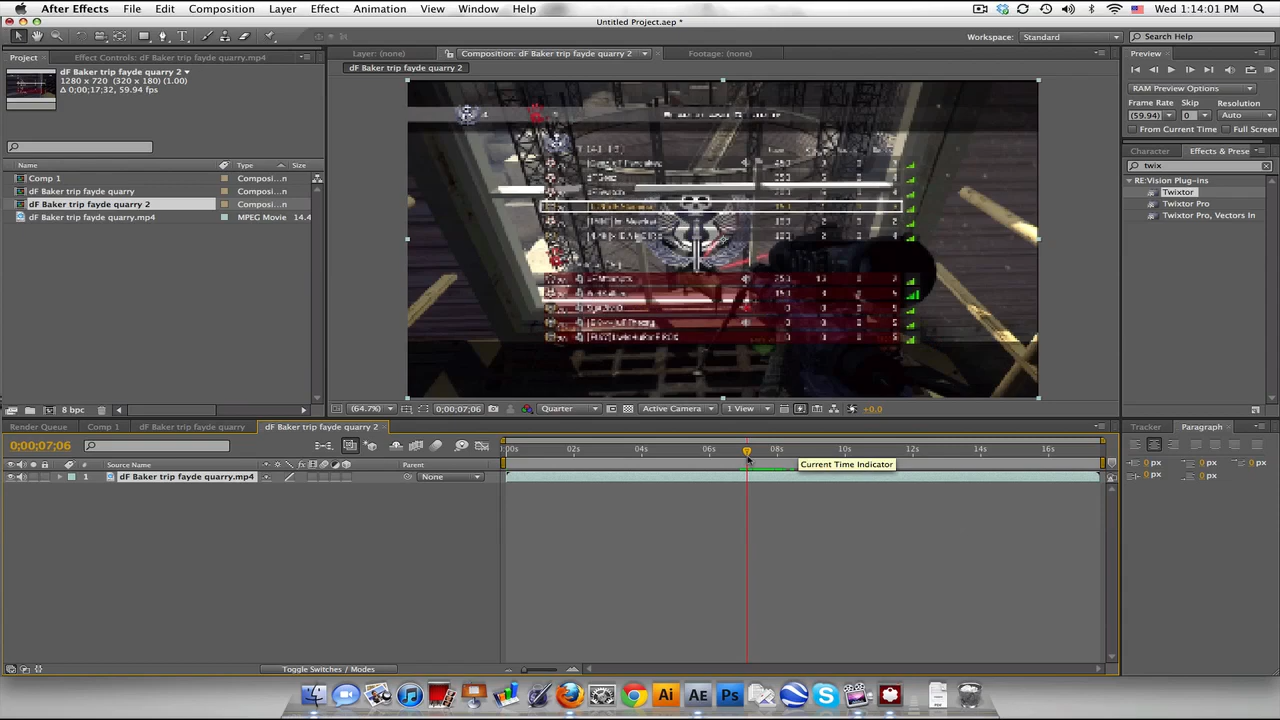 After Effects File Edit Composition Layer Effect Animation View Window Help Wed 1:14:01 PM
Untitled Project.aep *
Workspace: Standard Search Help
Project Effect Controls: dF Baker trip fayde quarry.mp4
dF Baker trip fayde quarry 2
1280 x 720 (320 x 180) (1.00)
Δ 0;00;17;32, 59.94 fps
Name Type Size
Comp 1 Composi...n
dF Baker trip fayde quarry Composi...n
dF Baker trip fayde quarry 2 Composi...n
dF Baker trip fayde quarry.mp4 MPEG Movie 14.4
8 bpc
Layer: (none) Composition: dF Baker trip fayde quarry 2 Footage: (none)
dF Baker trip fayde quarry 2
(64.7%) 0;00;07;06 Quarter Active Camera 1 View +0.0
Preview
RAM Preview Options
Frame Rate Skip Resolution
(59.94) 0 Auto
From Current Time Full Screen
Character Effects & Prese
twix
RE:Vision Plug-ins
Twixtor
Twixtor Pro
Twixtor Pro, Vectors In
Render Queue Comp 1 dF Baker trip fayde quarry dF Baker trip fayde quarry 2
0;00;07;06
:00s 02s 04s 06s 08s 10s 12s 14s 16s
# Source Name Parent
Current Time Indicator
1 dF Baker trip fayde quarry.mp4 None
Toggle Switches / Modes
Tracker Paragraph
0 px 0 px 0 px
0 px 0 px
Ai AE Ps